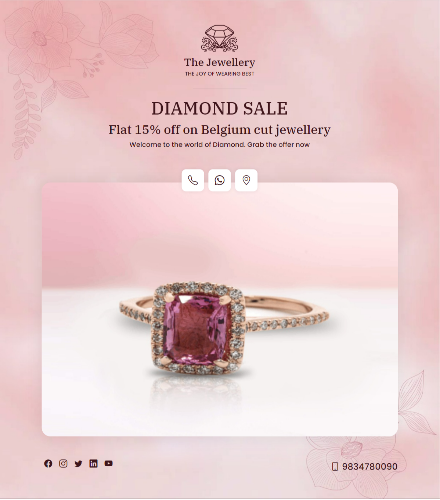 The Jewellery
THE JOY OF WEARING BEST
DIAMOND SALE
Flat 15% off on Belgium cut jewellery
Welcome to the world of Diamond. Grab the offer now
9834780090